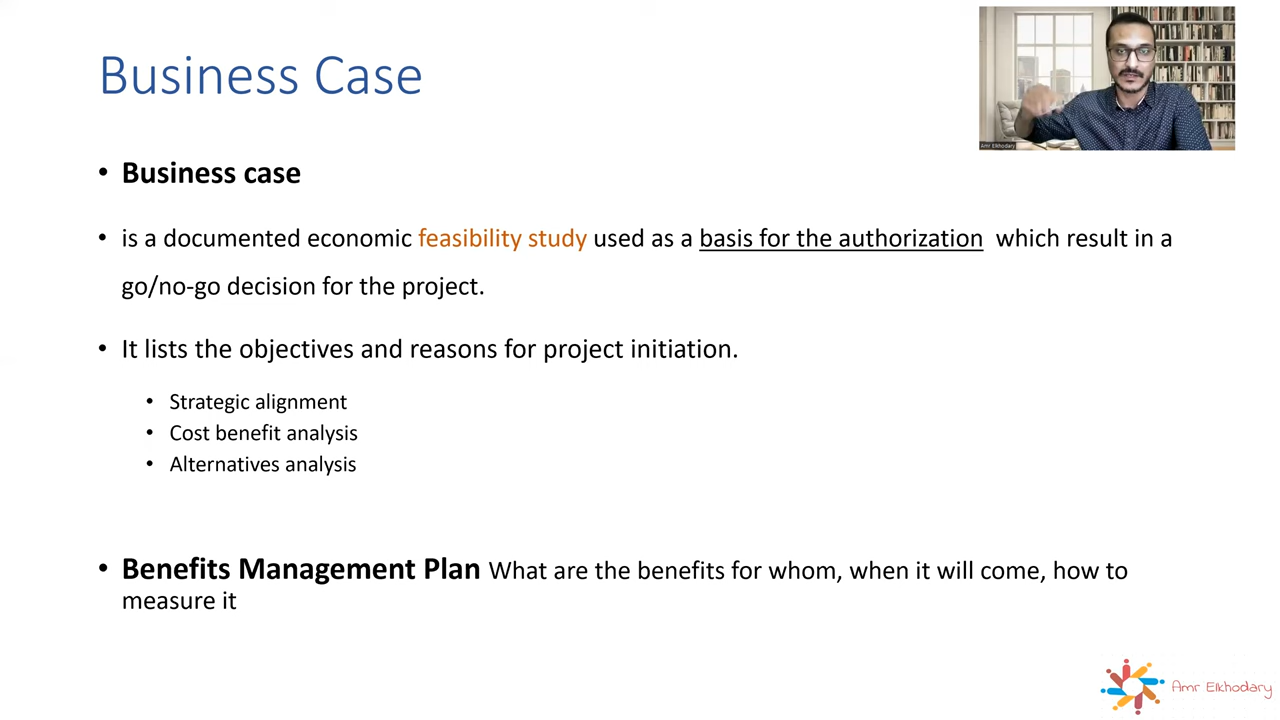 Business Case
Amr Elkhodary
• Business case
• is a documented economic feasibility study used as a basis for the authorization which result in a
go/no-go decision for the project.
• It lists the objectives and reasons for project initiation.
• Strategic alignment
• Cost benefit analysis
• Alternatives analysis
• Benefits Management Plan What are the benefits for whom, when it will come, how to
measure it
Amr Elkhodary